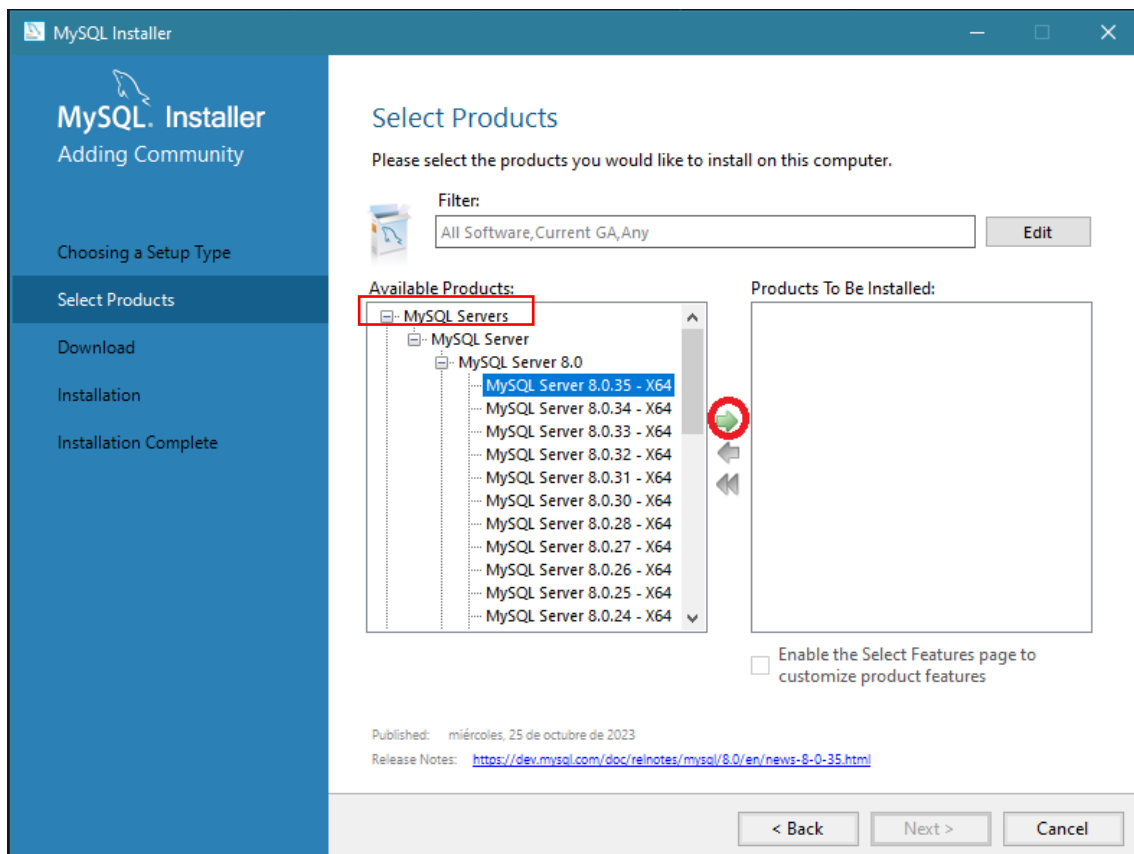 MySQL Installer
MySQL. Installer
Adding Community
Choosing a Setup Type
Select Products
Download
Installation
Installation Complete
Select Products
Please select the products you would like to install on this computer.
Filter:
All Software,Current GA,Any
Edit
Available Products:
MySQL Servers
MySQL Server
MySQL Server 8.0
MySQL Server 8.0.35 - X64
MySQL Server 8.0.34 - X64
MySQL Server 8.0.33 - X64
MySQL Server 8.0.32 - X64
MySQL Server 8.0.31 - X64
MySQL Server 8.0.30 - X64
MySQL Server 8.0.28 - X64
MySQL Server 8.0.27 - X64
MySQL Server 8.0.26 - X64
MySQL Server 8.0.25 - X64
MySQL Server 8.0.24 - X64
Products To Be Installed:
Enable the Select Features page to
customize product features
Published: miércoles, 25 de octubre de 2023
Release Notes: https://dev.mysql.com/doc/relnotes/mysql/8.0/en/news-8-0-35.html
< Back
Next >
Cancel